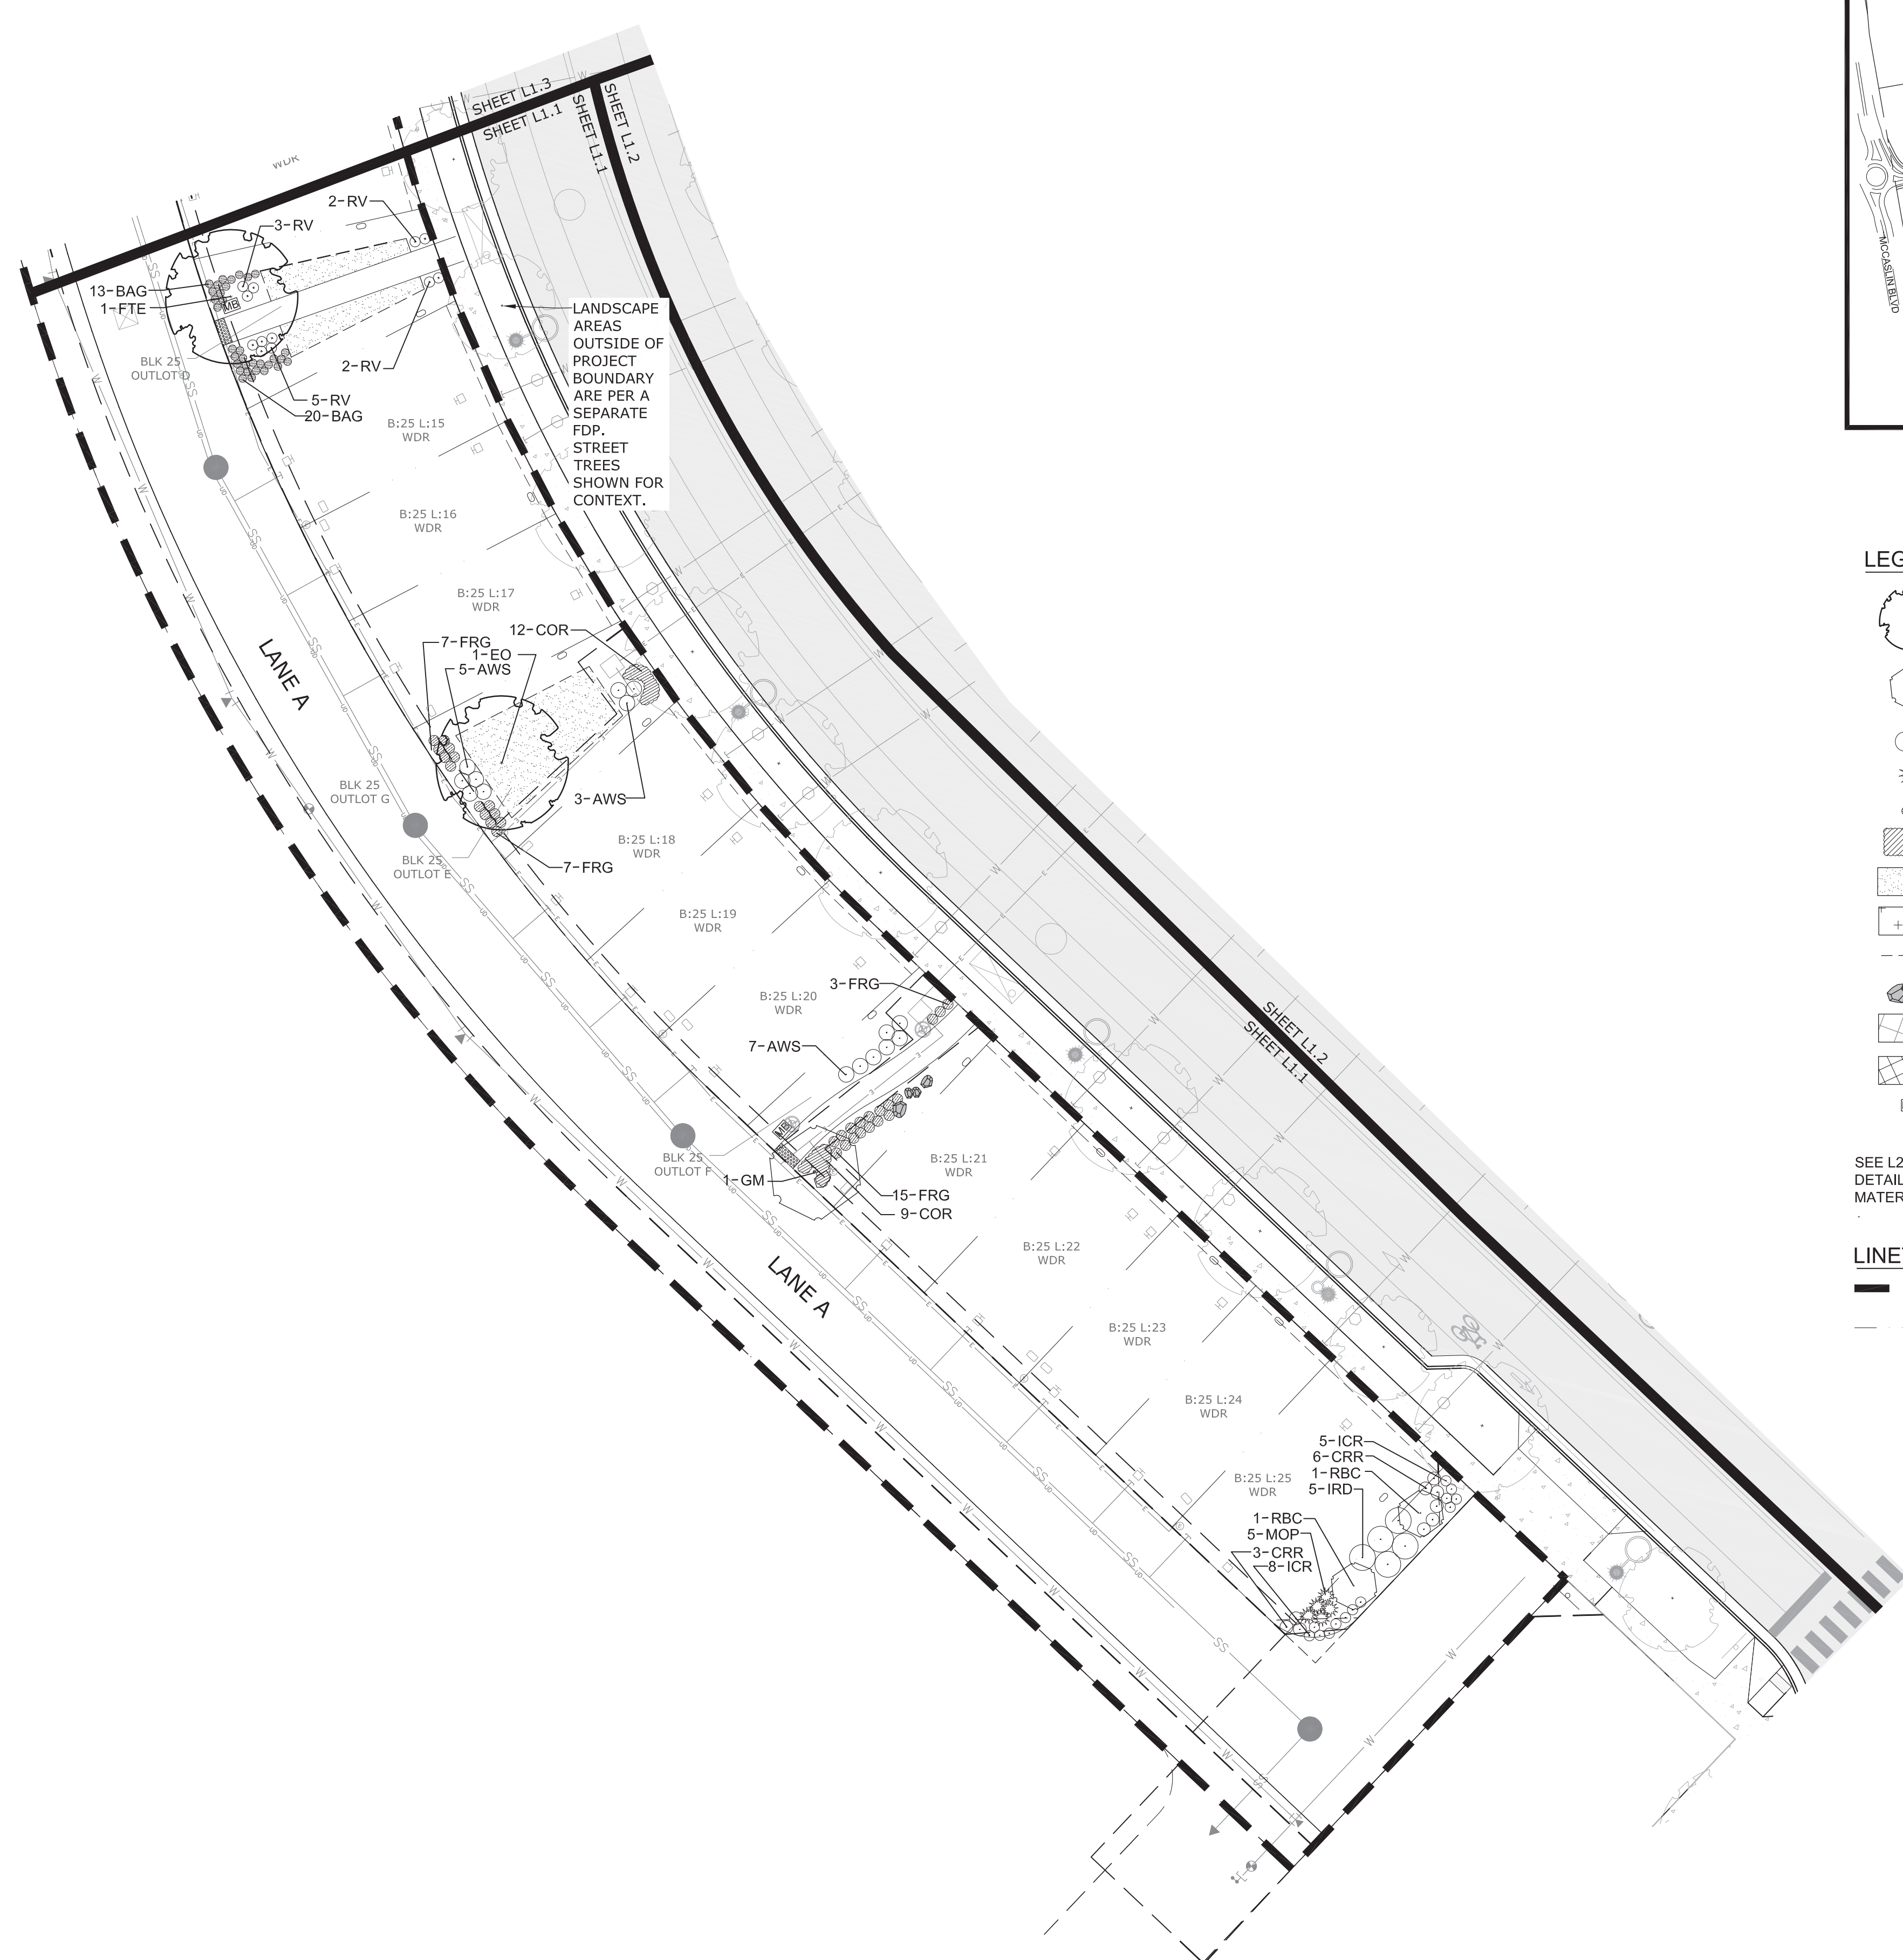 SHEET L1.3
SHEET L1.1
SHEET L1.1
SHEET L1.2
WDR
2-RV
3-RV
13-BAG
1-FTE
MB
BLK 25
OUTLOT D
2-RV
5-RV
20-BAG
LANDSCAPE
AREAS
OUTSIDE OF
PROJECT
BOUNDARY
ARE PER A
SEPARATE
FDP.
STREET
TREES
SHOWN FOR
CONTEXT.
B:25 L:15
WDR
B:25 L:16
WDR
B:25 L:17
WDR
LANE A
12-COR
7-FRG
1-EO
5-AWS
3-AWS
7-FRG
BLK 25
OUTLOT G
BLK 25
OUTLOT E
B:25 L:18
WDR
B:25 L:19
WDR
B:25 L:20
WDR
3-FRG
7-AWS
MB
BLK 25
OUTLOT F
1-GM
15-FRG
9-COR
B:25 L:21
WDR
SHEET L1.2
SHEET L1.1
LANE A
B:25 L:22
WDR
B:25 L:23
WDR
B:25 L:24
WDR
B:25 L:25
WDR
5-ICR
6-CRR
1-RBC
5-IRD
1-RBC
5-MOP
3-CRR
8-ICR
MCCASLIN BLVD
LEG
SEE L2
DETAIL
MATER
LINE